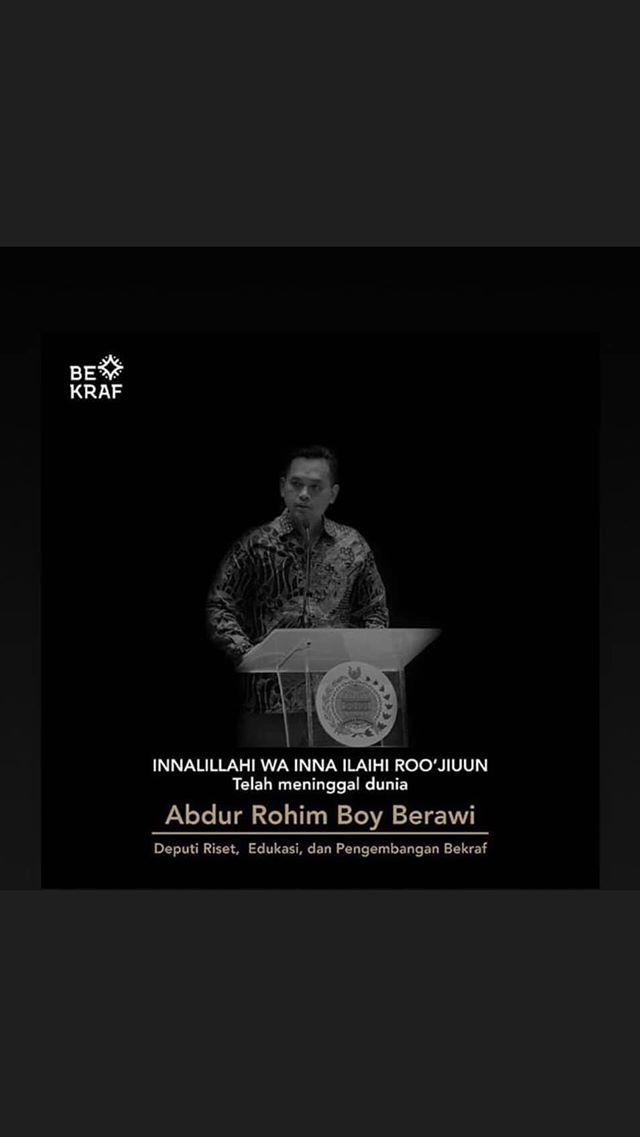 BE
KRAF
INNALILLAHI WA INNA ILAIHI ROO'JIUUN
Telah meninggal dunia
Abdur Rohim Boy Berawi
Deputi Riset, Edukasi, dan Pengembangan Bekraf